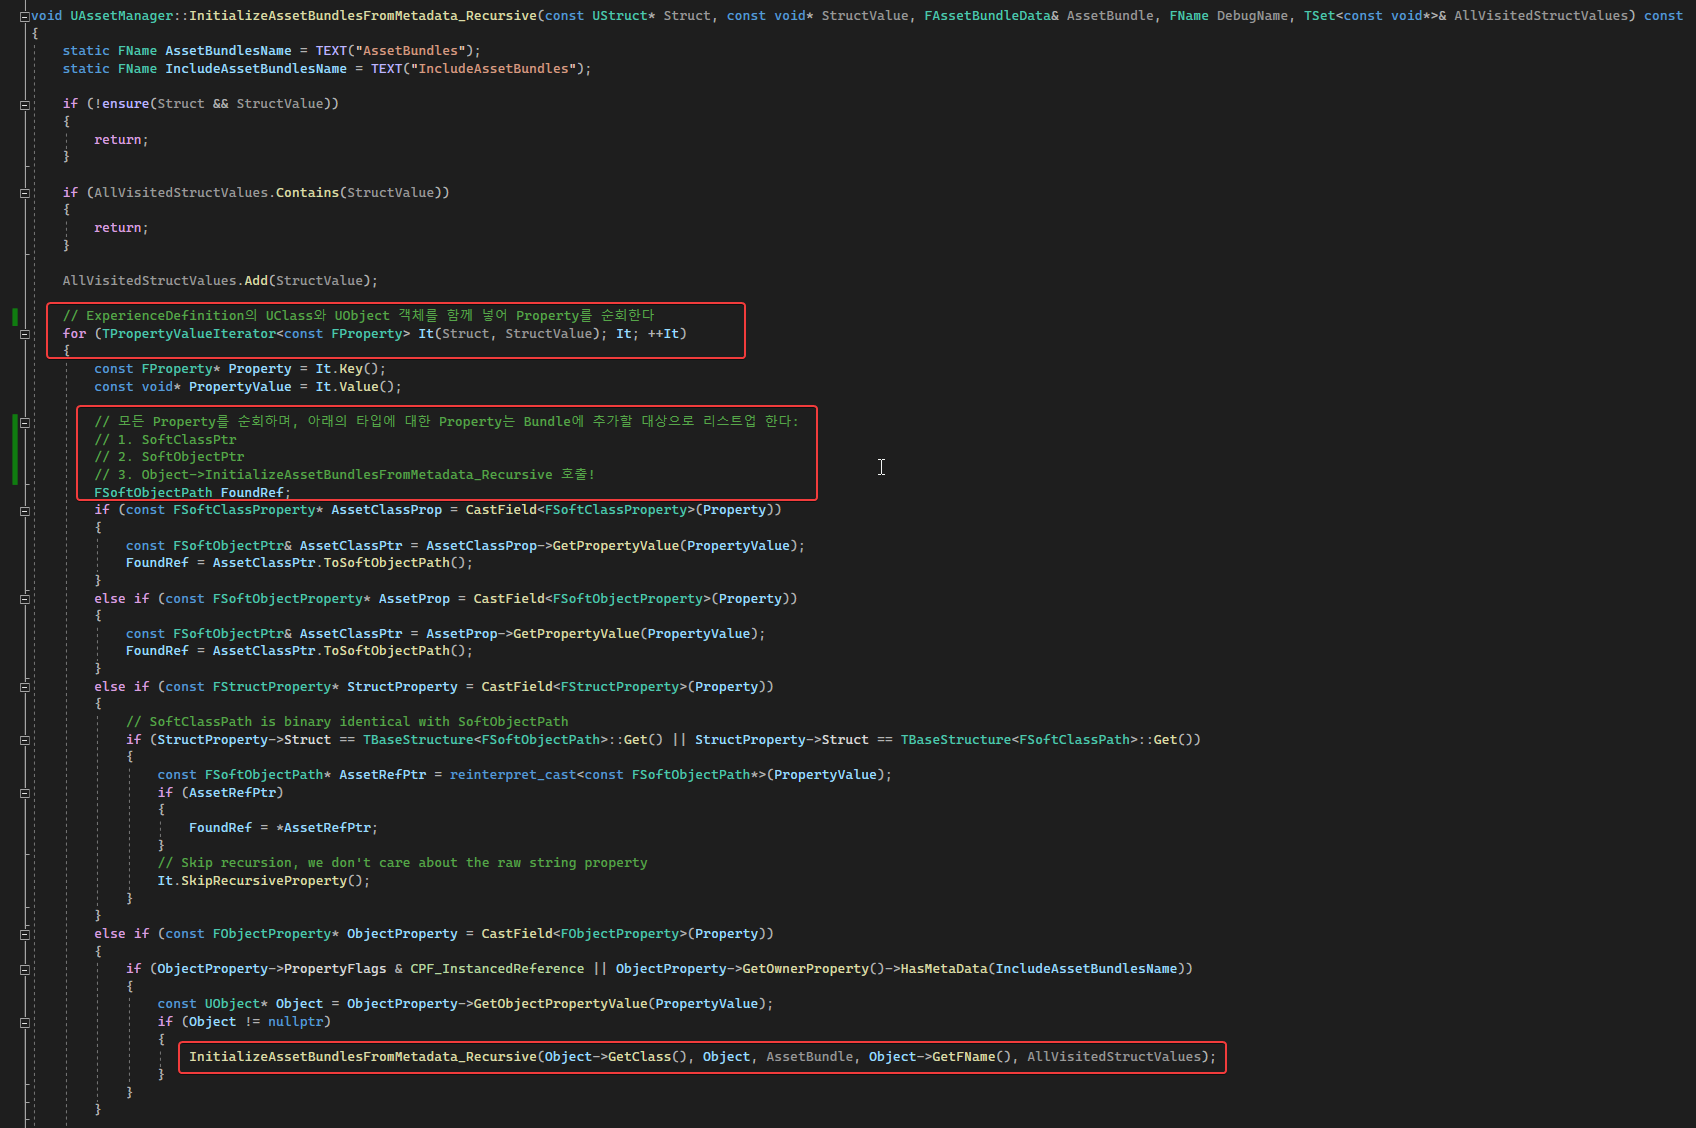 void UAssetManager::InitializeAssetBundlesFromMetadata_Recursive(const UStruct* Struct, const void* StructValue, FAssetBundleData& AssetBundle, FName DebugName, TSet<const void*>& AllVisitedStructValues) const
{
static FName AssetBundlesName = TEXT("AssetBundles");
static FName IncludeAssetBundlesName = TEXT("IncludeAssetBundles");
if (!ensure(Struct && StructValue))
{
return;
}
if (AllVisitedStructValues.Contains(StructValue))
{
return;
}
AllVisitedStructValues.Add(StructValue);
// ExperienceDefinition의 UClass와 UObject 객체를 함께 넣어 Property를 순회한다
for (TPropertyValueIterator<const FProperty> It(Struct, StructValue); It; ++It)
{
const FProperty* Property = It.Key();
const void* PropertyValue = It.Value();
// 모든 Property를 순회하며, 아래의 타입에 대한 Property는 Bundle에 추가할 대상으로 리스트업 한다:
// 1. SoftClassPtr
// 2. SoftObjectPtr
// 3. Object->InitializeAssetBundlesFromMetadata_Recursive 호출!
FSoftObjectPath FoundRef;
if (const FSoftClassProperty* AssetClassProp = CastField<FSoftClassProperty>(Property))
{
const FSoftObjectPtr& AssetClassPtr = AssetClassProp->GetPropertyValue(PropertyValue);
FoundRef = AssetClassPtr.ToSoftObjectPath();
}
else if (const FSoftObjectProperty* AssetProp = CastField<FSoftObjectProperty>(Property))
{
const FSoftObjectPtr& AssetClassPtr = AssetProp->GetPropertyValue(PropertyValue);
FoundRef = AssetClassPtr.ToSoftObjectPath();
}
else if (const FStructProperty* StructProperty = CastField<FStructProperty>(Property))
{
// SoftClassPath is binary identical with SoftObjectPath
if (StructProperty->Struct == TBaseStructure<FSoftObjectPath>::Get() || StructProperty->Struct == TBaseStructure<FSoftClassPath>::Get())
{
const FSoftObjectPath* AssetRefPtr = reinterpret_cast<const FSoftObjectPath*>(PropertyValue);
if (AssetRefPtr)
{
FoundRef = *AssetRefPtr;
}
// Skip recursion, we don't care about the raw string property
It.SkipRecursiveProperty();
}
}
else if (const FObjectProperty* ObjectProperty = CastField<FObjectProperty>(Property))
{
if (ObjectProperty->PropertyFlags & CPF_InstancedReference || ObjectProperty->GetOwnerProperty()->HasMetaData(IncludeAssetBundlesName))
{
const UObject* Object = ObjectProperty->GetObjectPropertyValue(PropertyValue);
if (Object != nullptr)
{
InitializeAssetBundlesFromMetadata_Recursive(Object->GetClass(), Object, AssetBundle, Object->GetFName(), AllVisitedStructValues);
}
}
}